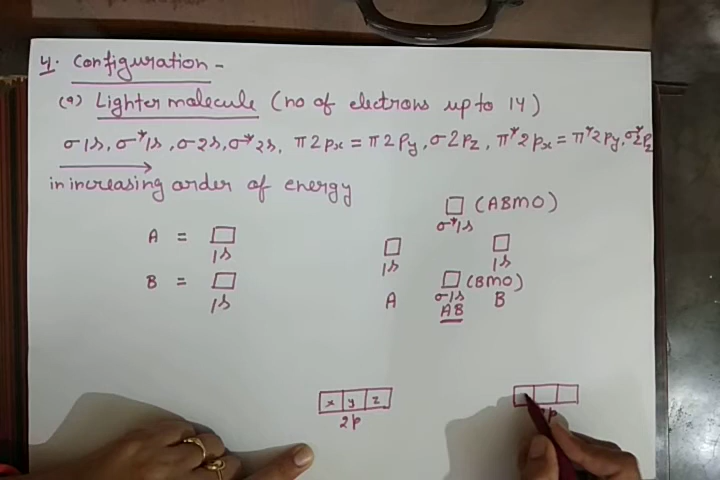 4. Configuration -
(a) Lighter molecule (no of electrons up to 14)
σ1s, σ*1s, σ2s, σ*2s, π2px = π2py, σ2pz, π*2px = π*2py, σ*2pz
in increasing order of energy
(ABMO)
σ*1s
A =
1s
1s 1s
B =
1s
(BMO)
σ1s
A AB B
x y z
2p